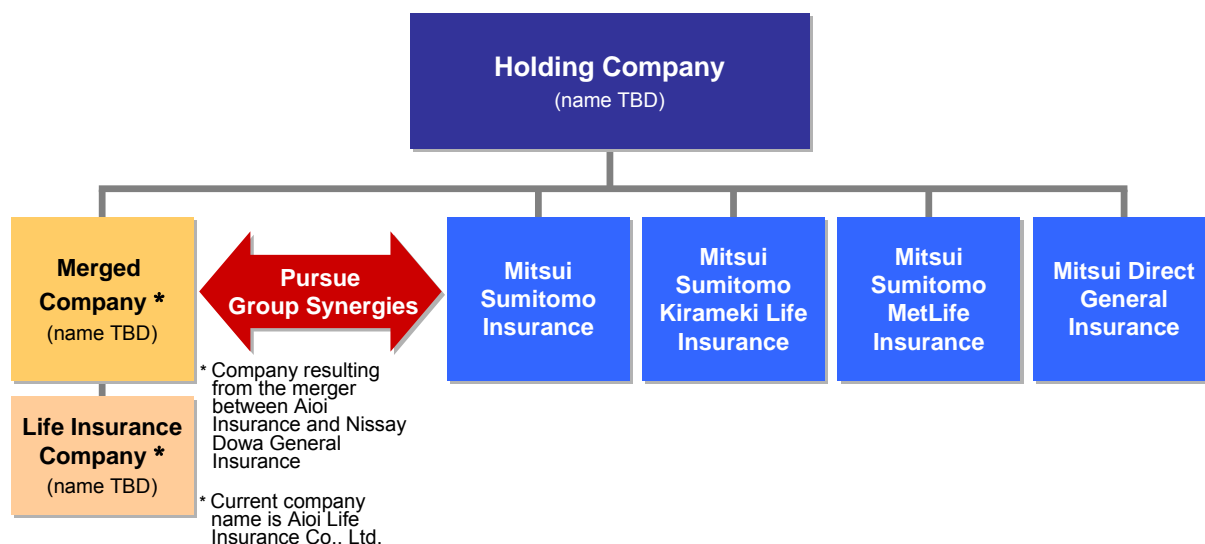 Holding Company
(name TBD)
Merged
Company *
(name TBD)
Pursue
Group Synergies
Mitsui
Sumitomo
Insurance
Mitsui
Sumitomo
Kirameki Life
Insurance
Mitsui
Sumitomo
MetLife
Insurance
Mitsui Direct
General
Insurance
* Company resulting
from the merger
between Aioi
Insurance and Nissay
Dowa General
Insurance
Life Insurance
Company *
(name TBD)
* Current company
name is Aioi Life
Insurance Co., Ltd.